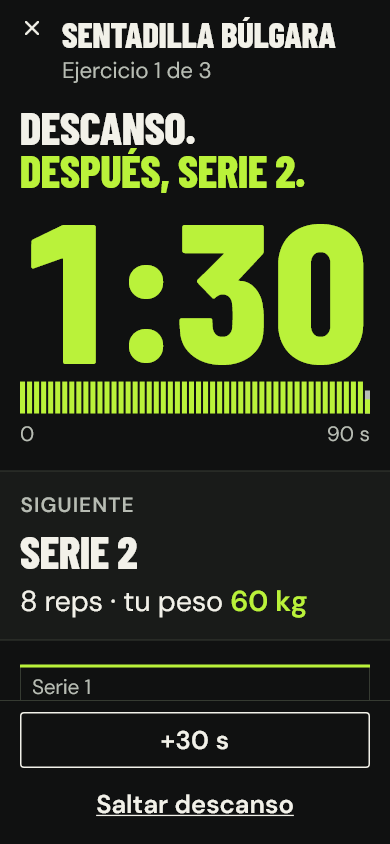 × SENTADILLA BÚLGARA
Ejercicio 1 de 3
DESCANSO.
DESPUÉS, SERIE 2.
1:30
0 90 s
SIGUIENTE
SERIE 2
8 reps · tu peso 60 kg
Serie 1
+30 s
Saltar descanso